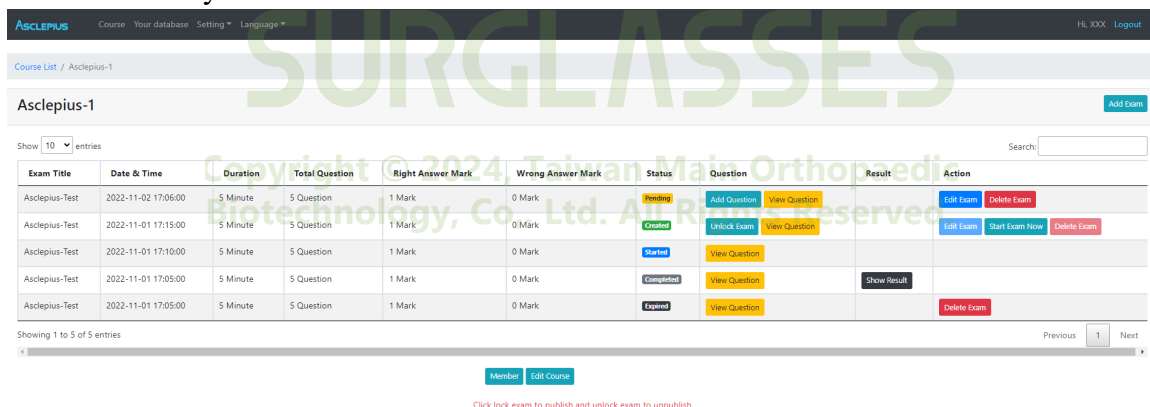 ASCLEPIUS Course Your database Setting Language Hi, XXX Logout
SURGLASSES
Course List / Asclepius-1
Asclepius-1 Add Exam
Show 10 entries Search:
Copyright © 2024, Taiwan Main Orthopaedic
Exam Title Date & Time Duration Total Question Right Answer Mark Wrong Answer Mark Status Question Result Action
Asclepius-Test 2022-11-02 17:06:00 5 Minute 5 Question 1 Mark 0 Mark Pending Add Question View Question Edit Exam Delete Exam
Biotechnology, Co., Ltd. All Rights Reserved
Asclepius-Test 2022-11-01 17:15:00 5 Minute 5 Question 1 Mark 0 Mark Created Unlock Exam View Question Edit Exam Start Exam Now Delete Exam
Asclepius-Test 2022-11-01 17:10:00 5 Minute 5 Question 1 Mark 0 Mark Started View Question
Asclepius-Test 2022-11-01 17:05:00 5 Minute 5 Question 1 Mark 0 Mark Completed View Question Show Result
Asclepius-Test 2022-11-01 17:05:00 5 Minute 5 Question 1 Mark 0 Mark Expired View Question Delete Exam
Showing 1 to 5 of 5 entries Previous 1 Next
Member Edit Course
Click lock exam to publish and unlock exam to unpublish.